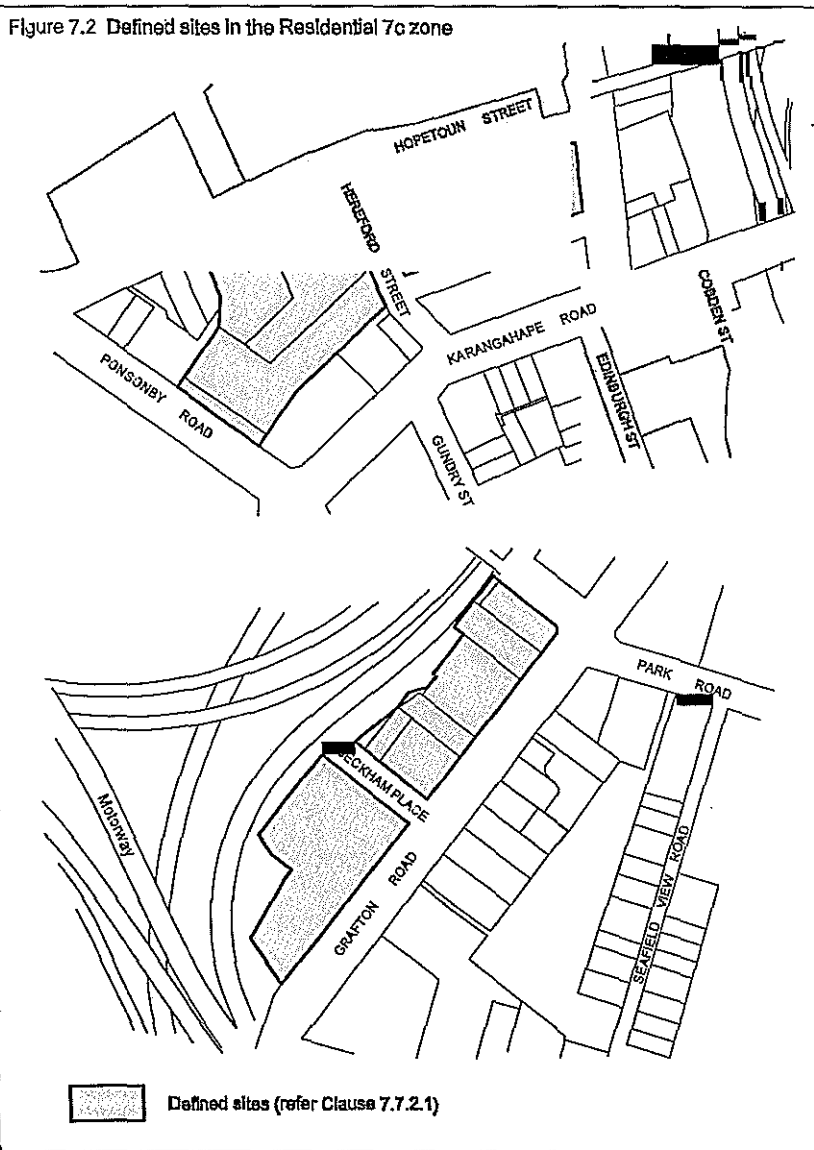 Figure 7.2 Defined sites in the Residential 7c zone
HOPETOUN STREET
HEREFORD STREET
COBDEN ST
KARANGAHAPE ROAD
PONSONBY ROAD
EDINBURGH ST
GUNDRY ST
PARK ROAD
BECKHAM PLACE
Motorway
GRAFTON ROAD
SEAFIELD VIEW ROAD
Defined sites (refer Clause 7.7.2.1)